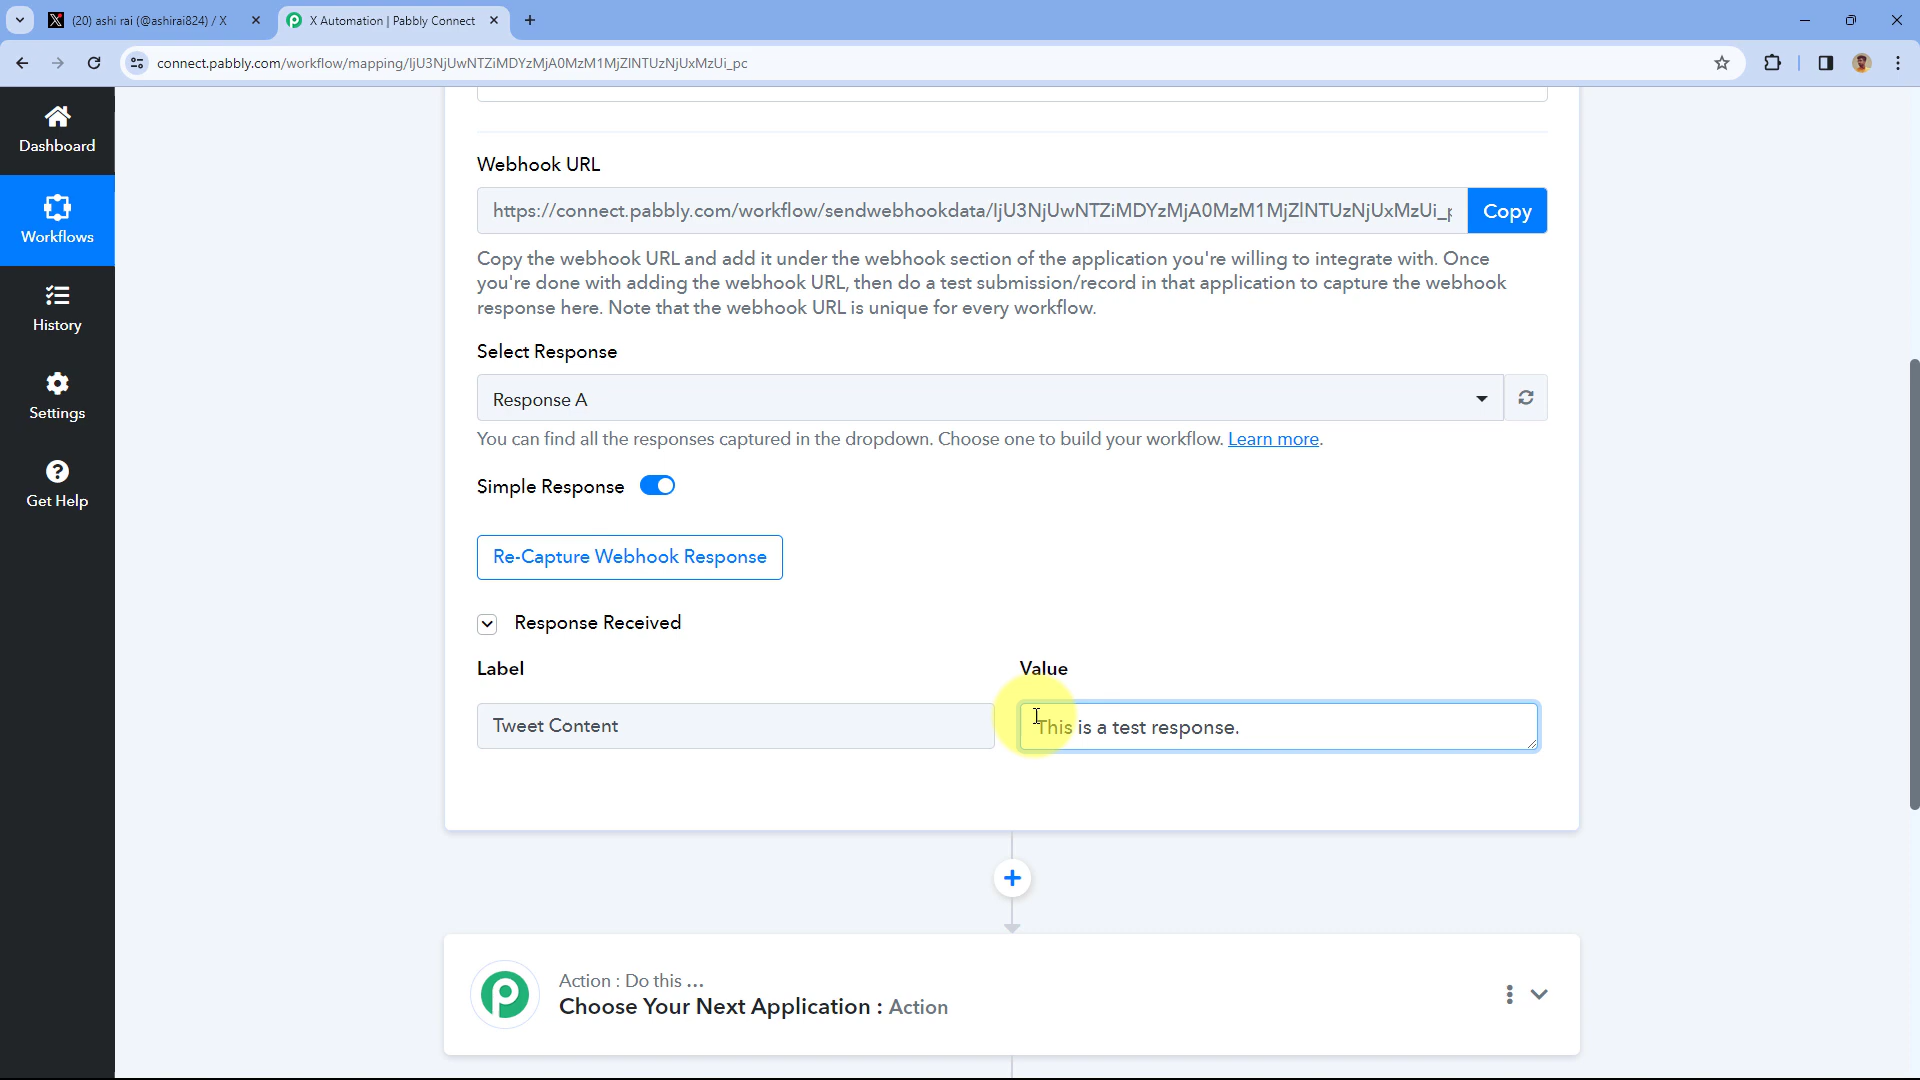 (20) ashi rai (@ashirai824) / X
X Automation | Pabbly Connect
connect.pabbly.com/workflow/mapping/IjU3NjUwNTZiMDYzMjA0MzM1MjZlNTUzNjUxMzUi_pc
Dashboard
Workflows
History
Settings
Get Help
Webhook URL
https://connect.pabbly.com/workflow/sendwebhookdata/IjU3NjUwNTZiMDYzMjA0MzM1MjZlNTUzNjUxMzUi_p
Copy
Copy the webhook URL and add it under the webhook section of the application you're willing to integrate with. Once
you're done with adding the webhook URL, then do a test submission/record in that application to capture the webhook
response here. Note that the webhook URL is unique for every workflow.
Select Response
Response A
You can find all the responses captured in the dropdown. Choose one to build your workflow. Learn more.
Simple Response
Re-Capture Webhook Response
Response Received
Label
Value
Tweet Content
This is a test response.
Action : Do this ...
Choose Your Next Application : Action